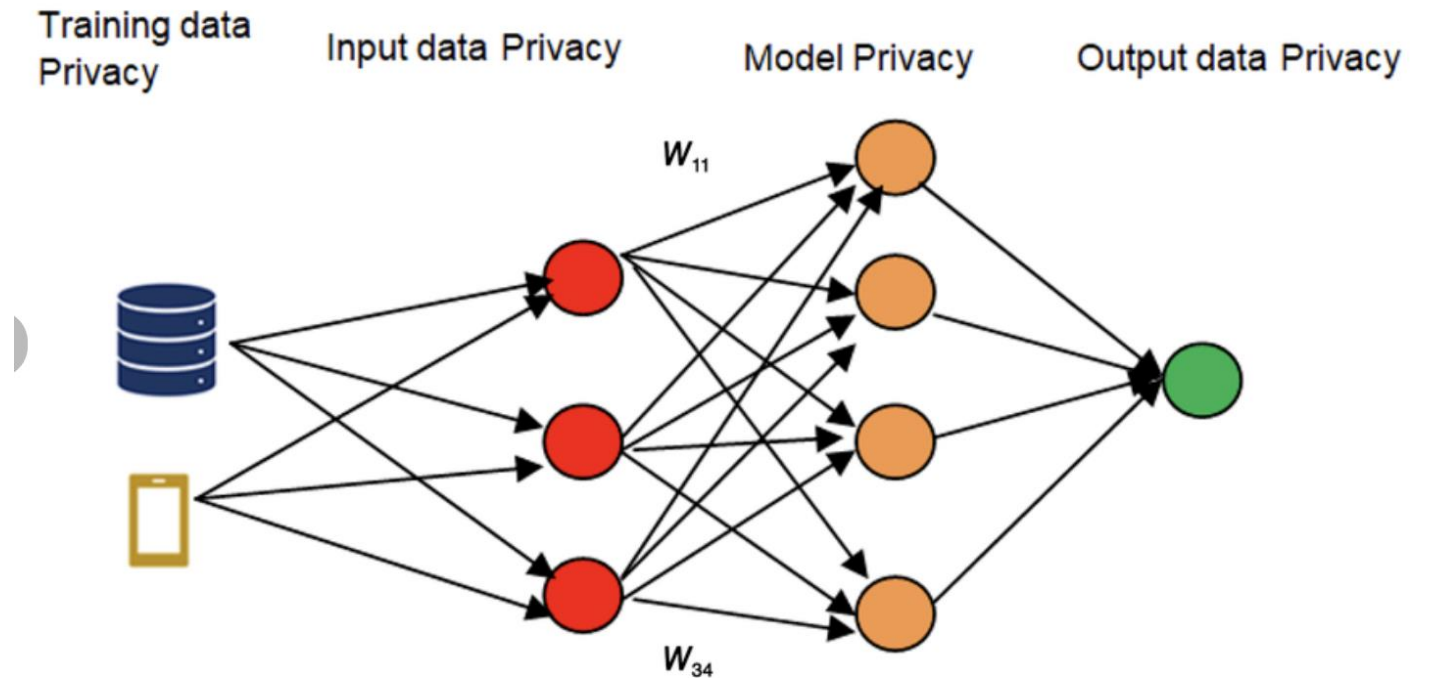 Training data
Privacy
Input data Privacy
Model Privacy
Output data Privacy
W11
W34